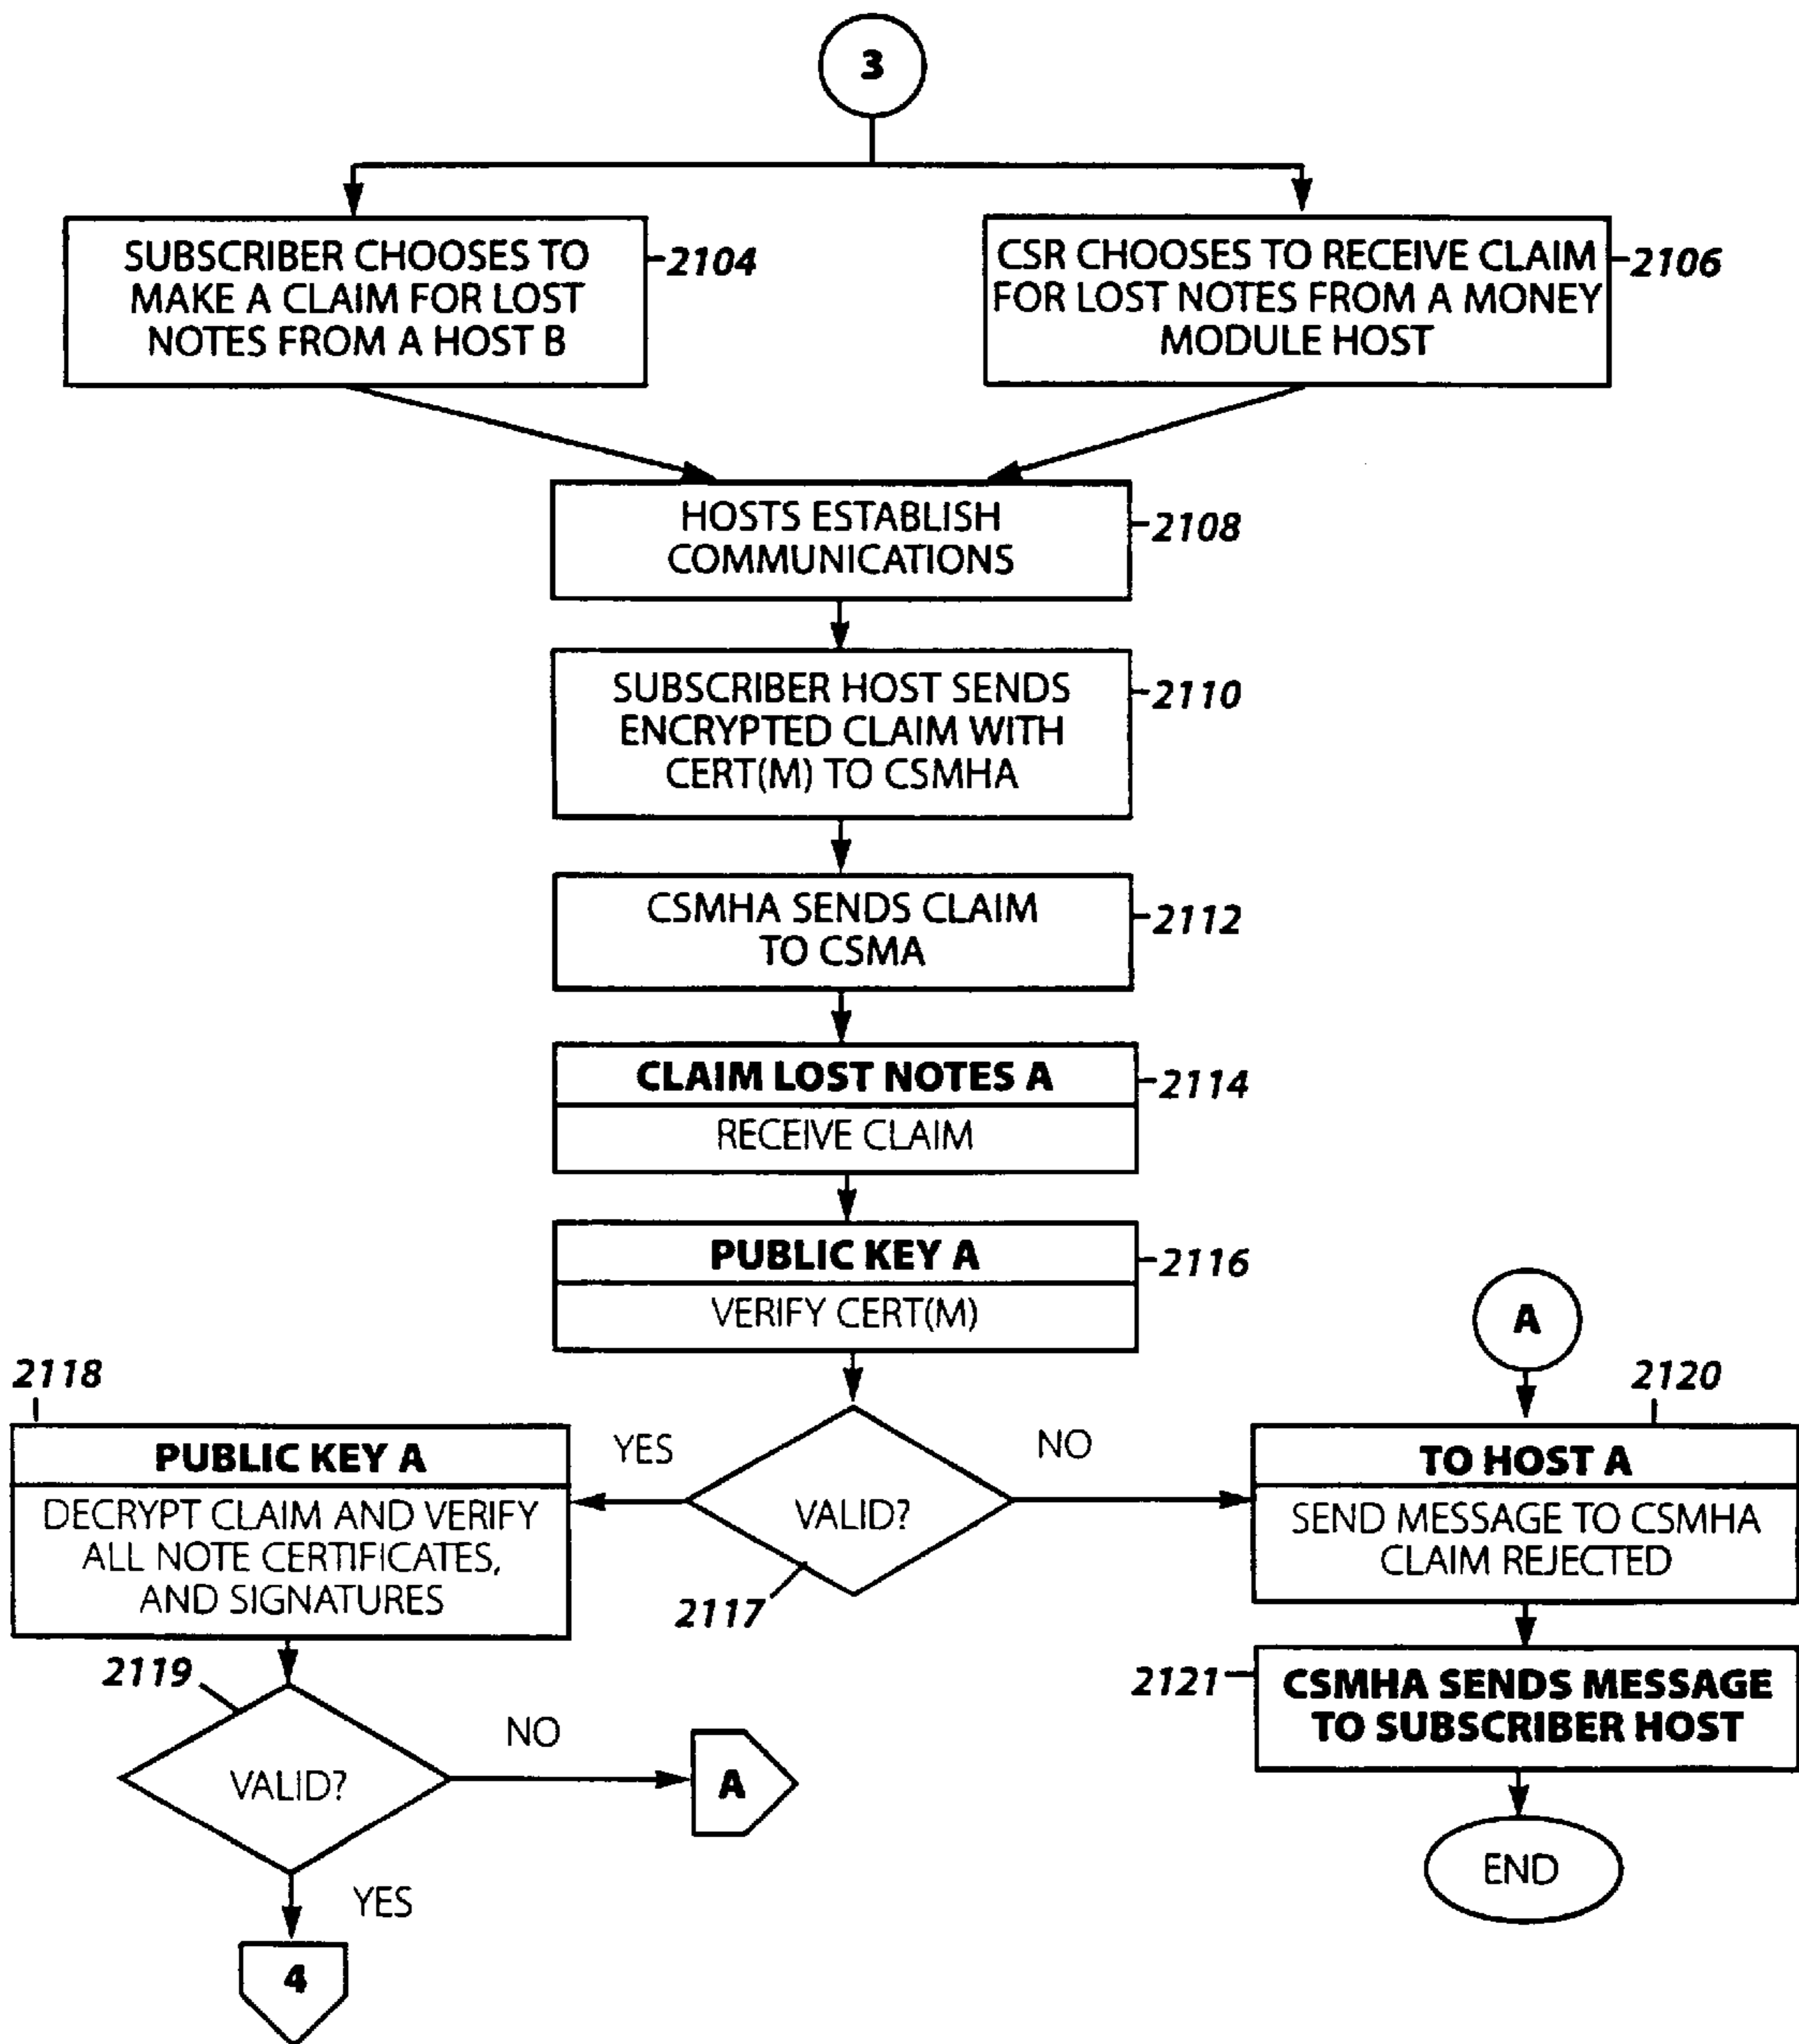 3
SUBSCRIBER CHOOSES TO
MAKE A CLAIM FOR LOST
NOTES FROM A HOST B
2104
CSR CHOOSES TO RECEIVE CLAIM
FOR LOST NOTES FROM A MONEY
MODULE HOST
2106
HOSTS ESTABLISH
COMMUNICATIONS
2108
SUBSCRIBER HOST SENDS
ENCRYPTED CLAIM WITH
CERT(M) TO CSMHA
2110
CSMHA SENDS CLAIM
TO CSMA
2112
CLAIM LOST NOTES A
RECEIVE CLAIM
2114
PUBLIC KEY A
VERIFY CERT(M)
2116
VALID?
2117
YES
NO
2118
PUBLIC KEY A
DECRYPT CLAIM AND VERIFY
ALL NOTE CERTIFICATES,
AND SIGNATURES
2119
VALID?
NO
A
YES
4
A
2120
TO HOST A
SEND MESSAGE TO CSMHA
CLAIM REJECTED
2121
CSMHA SENDS MESSAGE
TO SUBSCRIBER HOST
END